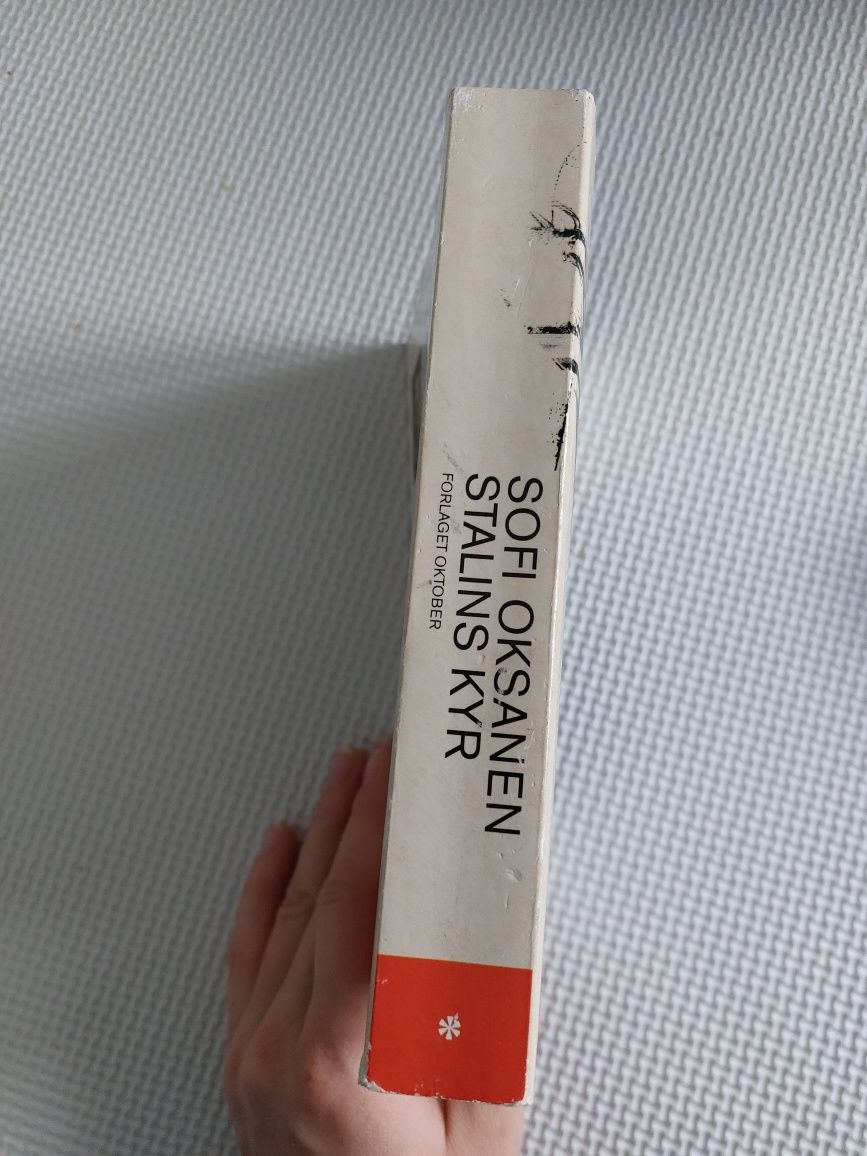 SOFI OKSANEN
STALINS KYR
FORLAGET OKTOBER